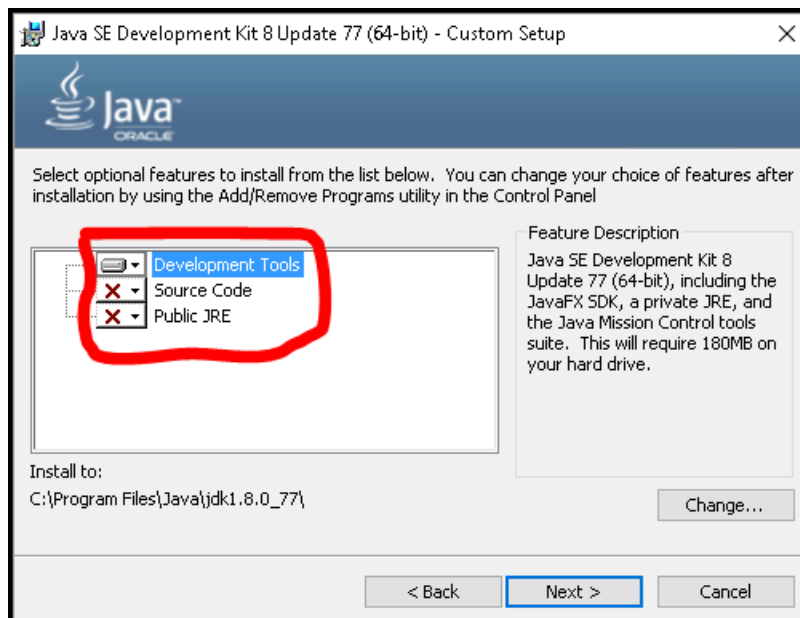 Java SE Development Kit 8 Update 77 (64-bit) - Custom Setup
Java™
ORACLE
Select optional features to install from the list below. You can change your choice of features after
installation by using the Add/Remove Programs utility in the Control Panel
Development Tools
Source Code
Public JRE
Feature Description
Java SE Development Kit 8
Update 77 (64-bit), including the
JavaFX SDK, a private JRE, and
the Java Mission Control tools
suite. This will require 180MB on
your hard drive.
Install to:
C:\Program Files\Java\jdk1.8.0_77\
Change...
< Back
Next >
Cancel